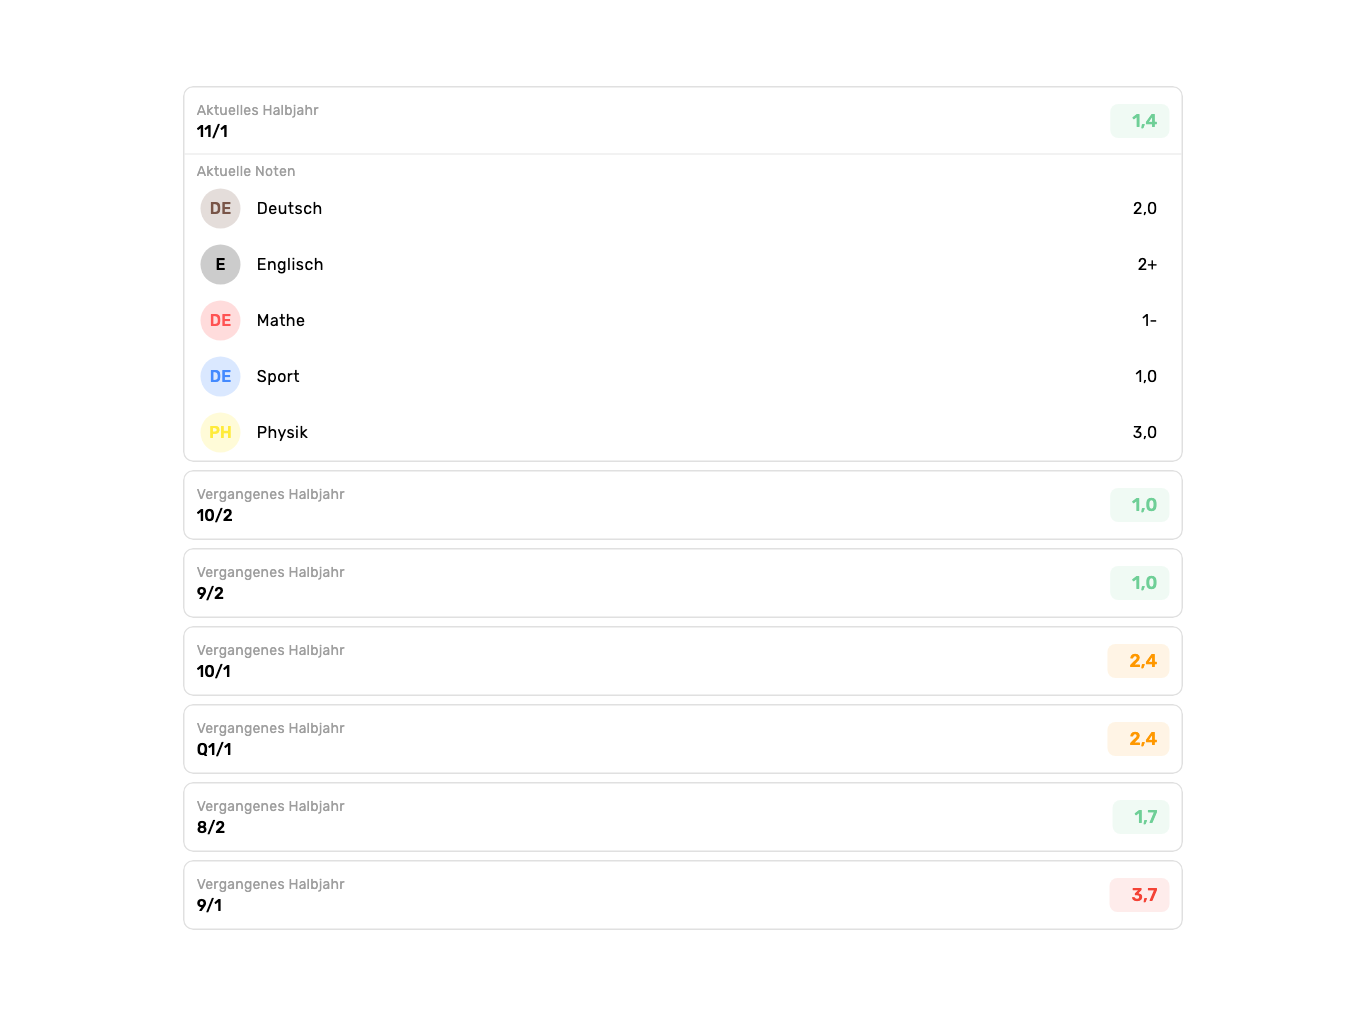 Aktuelles Halbjahr
11/1
1,4
Aktuelle Noten
DE Deutsch 2,0
E Englisch 2+
DE Mathe 1-
DE Sport 1,0
PH Physik 3,0
Vergangenes Halbjahr
10/2
1,0
Vergangenes Halbjahr
9/2
1,0
Vergangenes Halbjahr
10/1
2,4
Vergangenes Halbjahr
Q1/1
2,4
Vergangenes Halbjahr
8/2
1,7
Vergangenes Halbjahr
9/1
3,7